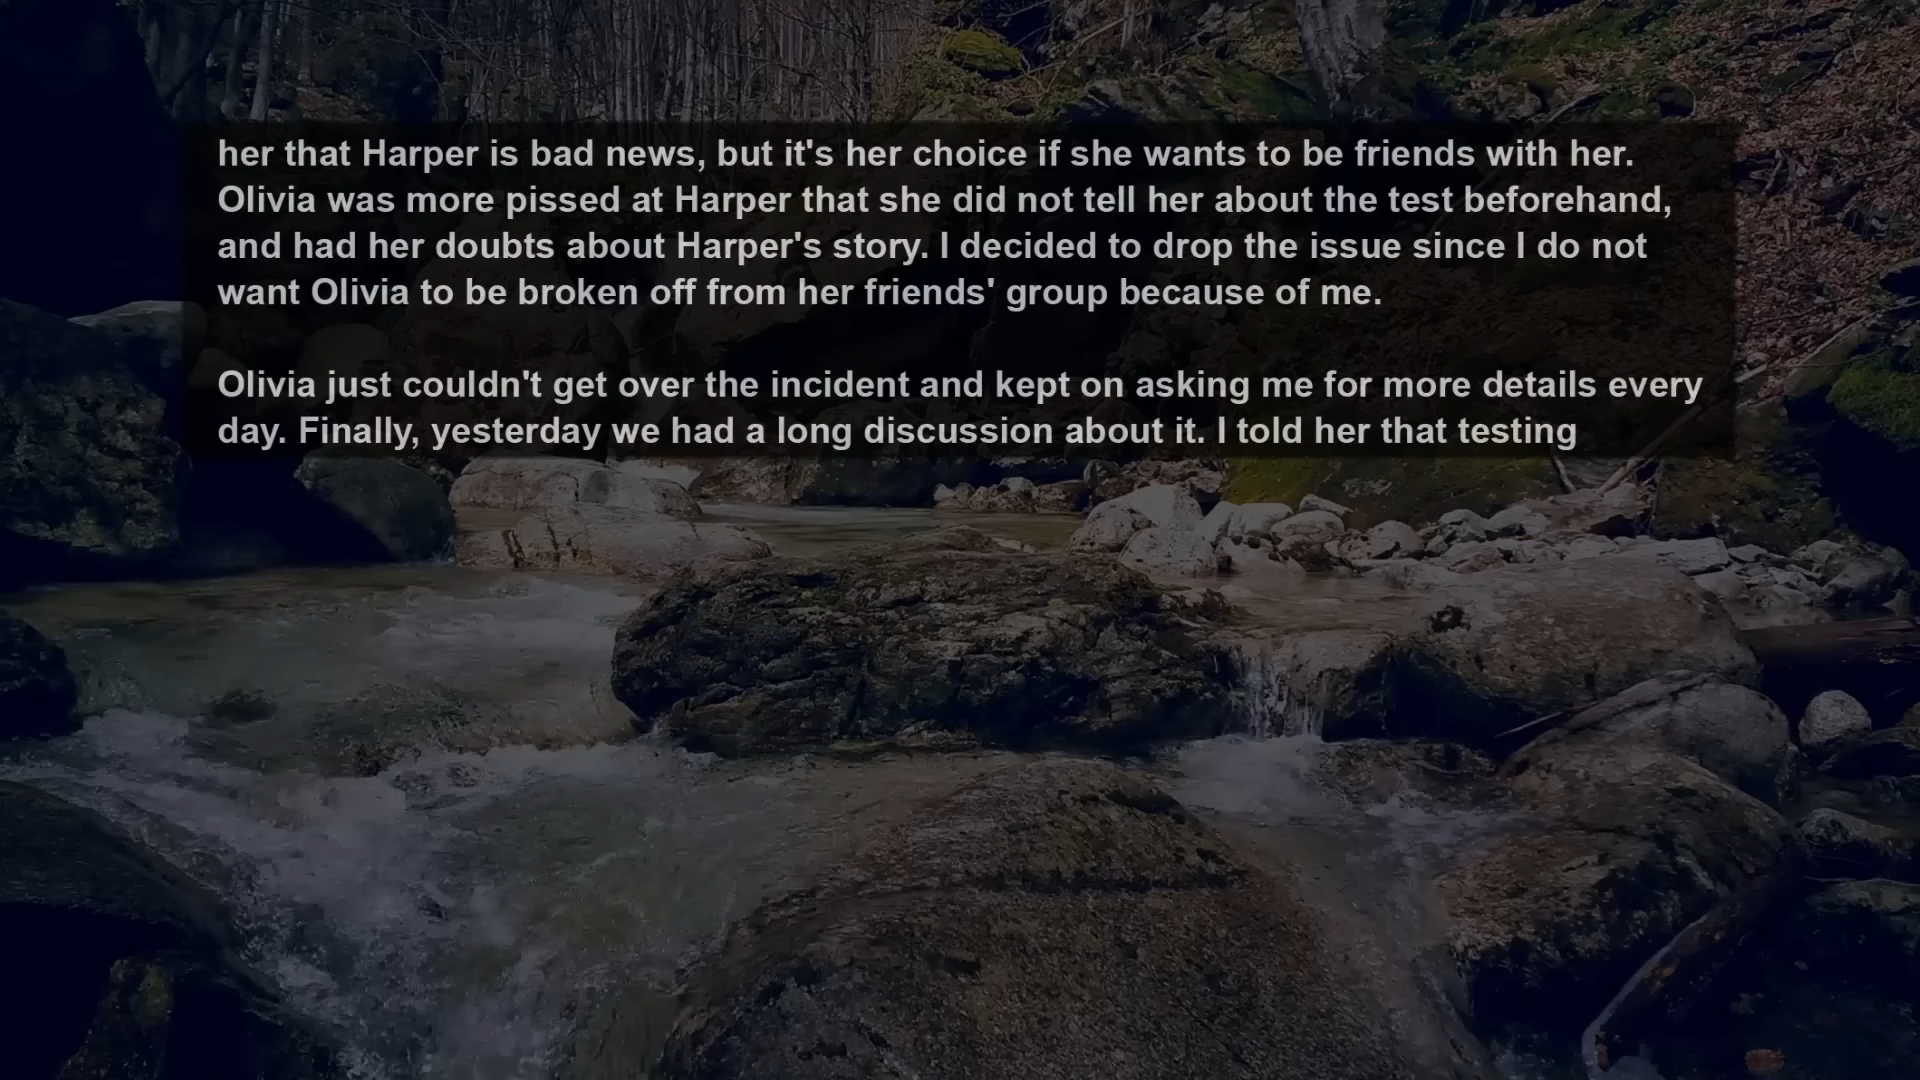 her that Harper is bad news, but it's her choice if she wants to be friends with her.
Olivia was more pissed at Harper that she did not tell her about the test beforehand,
and had her doubts about Harper's story. I decided to drop the issue since I do not
want Olivia to be broken off from her friends' group because of me.
Olivia just couldn't get over the incident and kept on asking me for more details every
day. Finally, yesterday we had a long discussion about it. I told her that testing